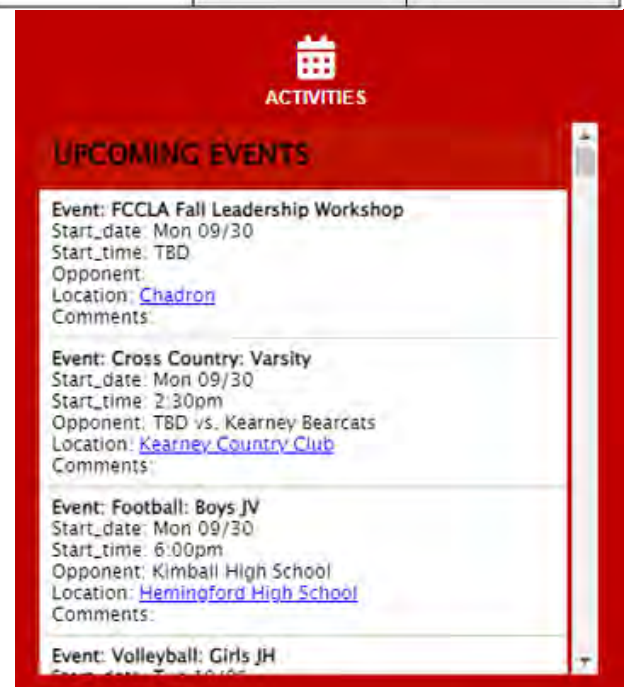 ACTIVITIES
UPCOMING EVENTS
Event: FCCLA Fall Leadership Workshop
Start_date: Mon 09/30
Start_time: TBD
Opponent:
Location: Chadron
Comments:
Event: Cross Country: Varsity
Start_date: Mon 09/30
Start_time: 2:30pm
Opponent: TBD vs. Kearney Bearcats
Location: Kearney Country Club
Comments:
Event: Football: Boys JV
Start_date: Mon 09/30
Start_time: 6:00pm
Opponent: Kimball High School
Location: Hemingford High School
Comments:
Event: Volleyball: Girls JH